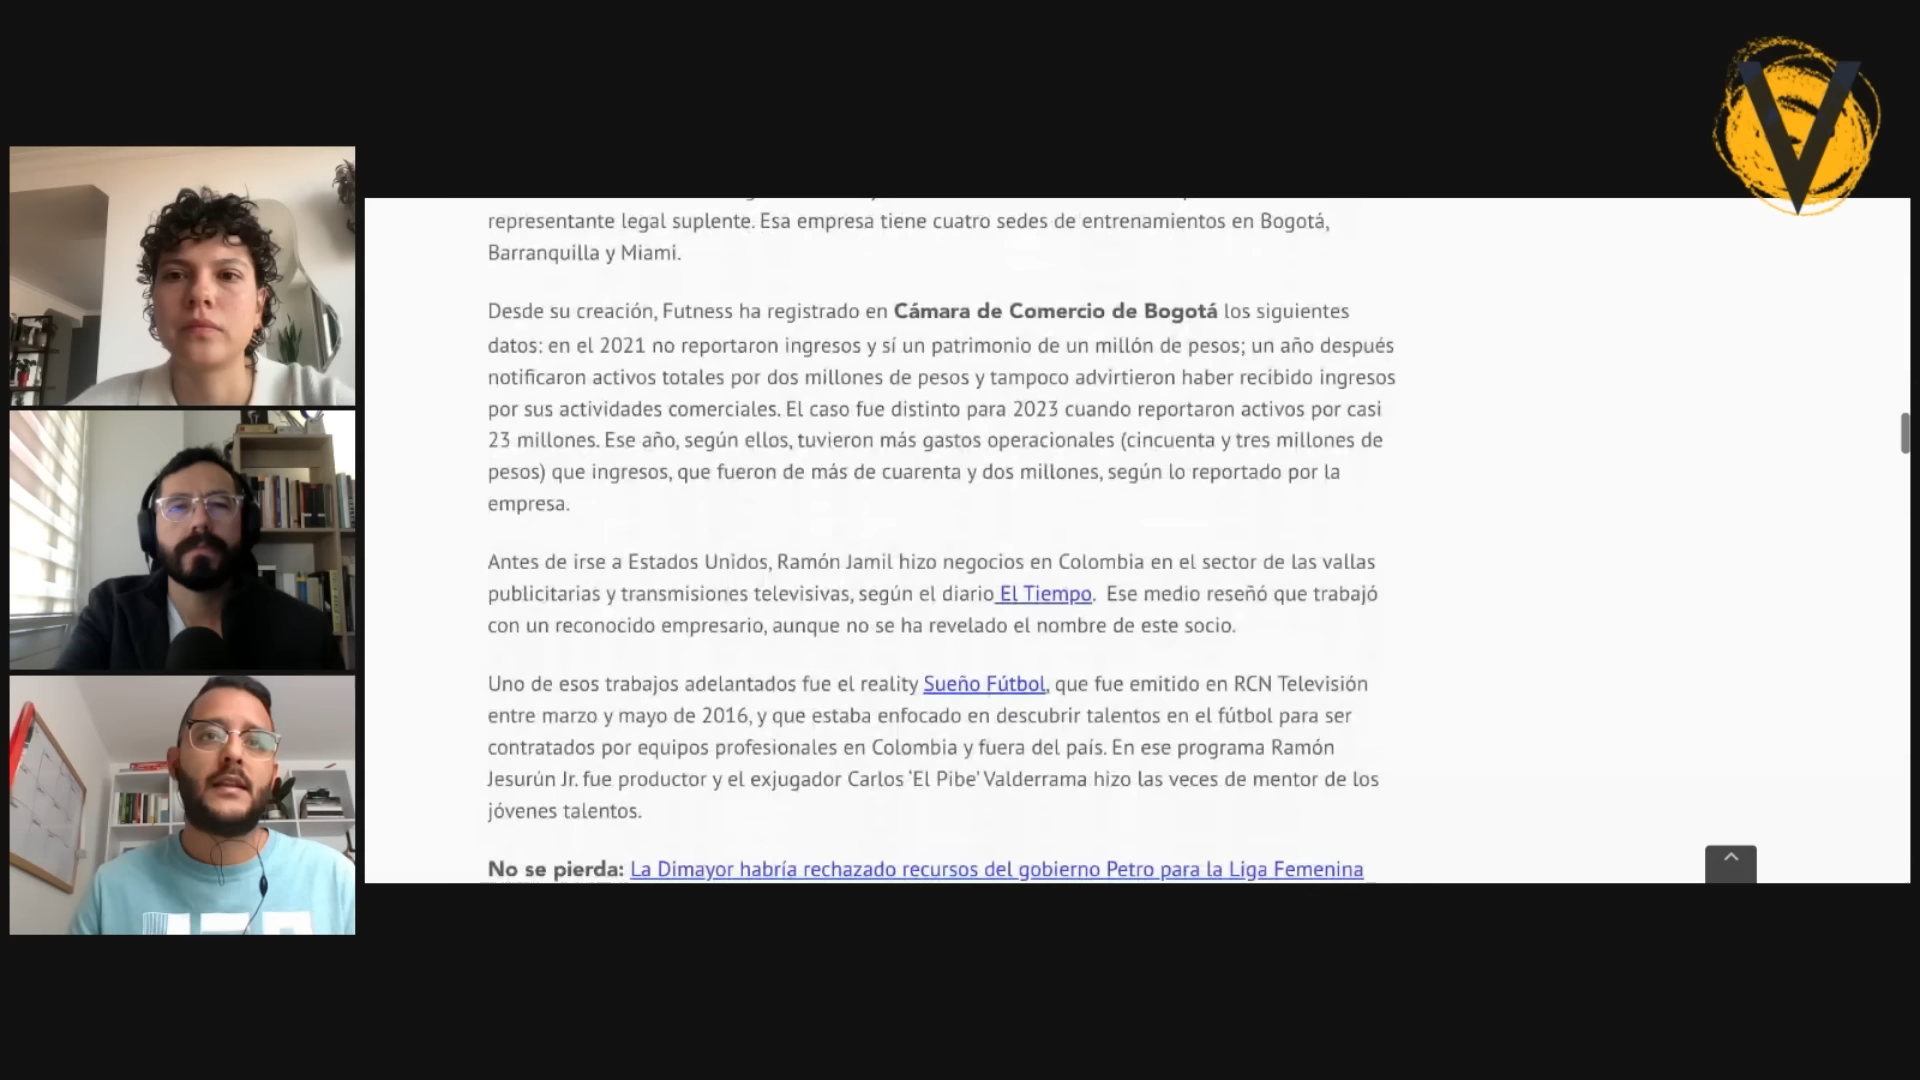 V
representante legal suplente. Esa empresa tiene cuatro sedes de entrenamientos en Bogotá,
Barranquilla y Miami.
Desde su creación, Futness ha registrado en Cámara de Comercio de Bogotá los siguientes
datos: en el 2021 no reportaron ingresos y sí un patrimonio de un millón de pesos; un año después
notificaron activos totales por dos millones de pesos y tampoco advirtieron haber recibido ingresos
por sus actividades comerciales. El caso fue distinto para 2023 cuando reportaron activos por casi
23 millones. Ese año, según ellos, tuvieron más gastos operacionales (cincuenta y tres millones de
pesos) que ingresos, que fueron de más de cuarenta y dos millones, según lo reportado por la
empresa.
Antes de irse a Estados Unidos, Ramón Jamil hizo negocios en Colombia en el sector de las vallas
publicitarias y transmisiones televisivas, según el diario El Tiempo. Ese medio reseñó que trabajó
con un reconocido empresario, aunque no se ha revelado el nombre de este socio.
Uno de esos trabajos adelantados fue el reality Sueño Fútbol, que fue emitido en RCN Televisión
entre marzo y mayo de 2016, y que estaba enfocado en descubrir talentos en el fútbol para ser
contratados por equipos profesionales en Colombia y fuera del país. En ese programa Ramón
Jesurún Jr. fue productor y el exjugador Carlos ‘El Pibe’ Valderrama hizo las veces de mentor de los
jóvenes talentos.
No se pierda: La Dimayor habría rechazado recursos del gobierno Petro para la Liga Femenina